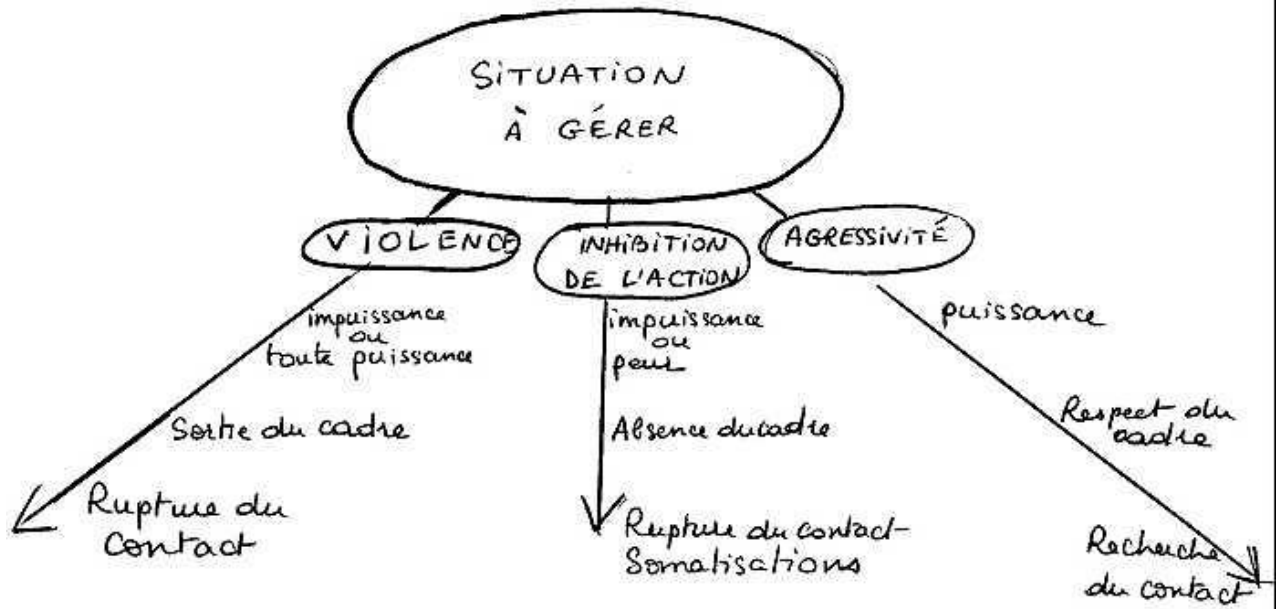 SITUATION
À GÉRER
VIOLENCE
INHIBITION
DE L'ACTION
AGRESSIVITÉ
impuissance
ou
toute puissance
impuissance
ou
peur
puissance
Sortie du cadre
Absence du cadre
Respect du
cadre
Rupture du
contact
Rupture du contact
Somatisations
Recherche
du contact